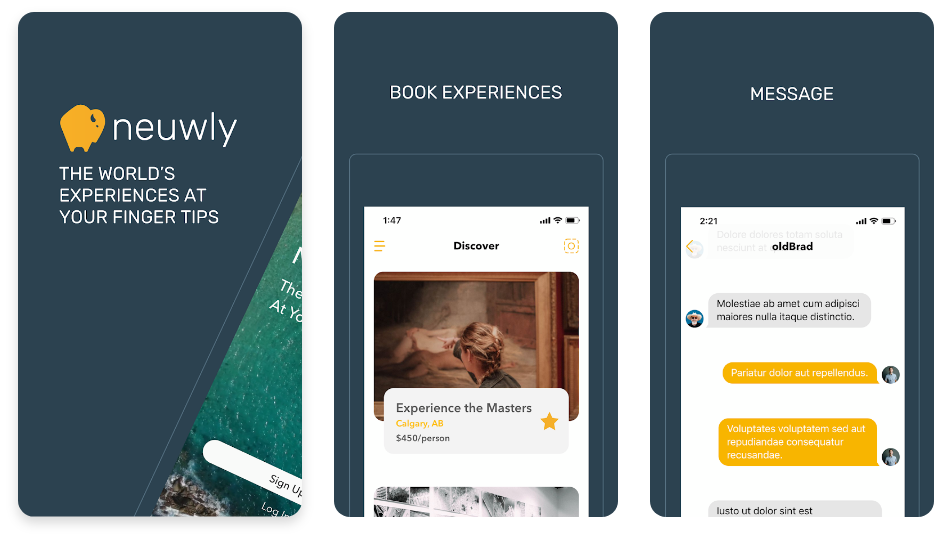 neuwly
THE WORLD'S
EXPERIENCES AT
YOUR FINGER TIPS
The
At Yo
Sign Up
Log In
BOOK EXPERIENCES
1:47
Discover
Experience the Masters
Calgary, AB
$450/person
MESSAGE
2:21
Dolore dolores totam soluta
nesciunt at
oldBrad
Molestiae ab amet cum adipisci
maiores nulla itaque distinctio.
Pariatur dolor aut repellendus.
Voluptates voluptatem sed aut
repudiandae consequatur
recusandae.
Iusto ut dolor sint est